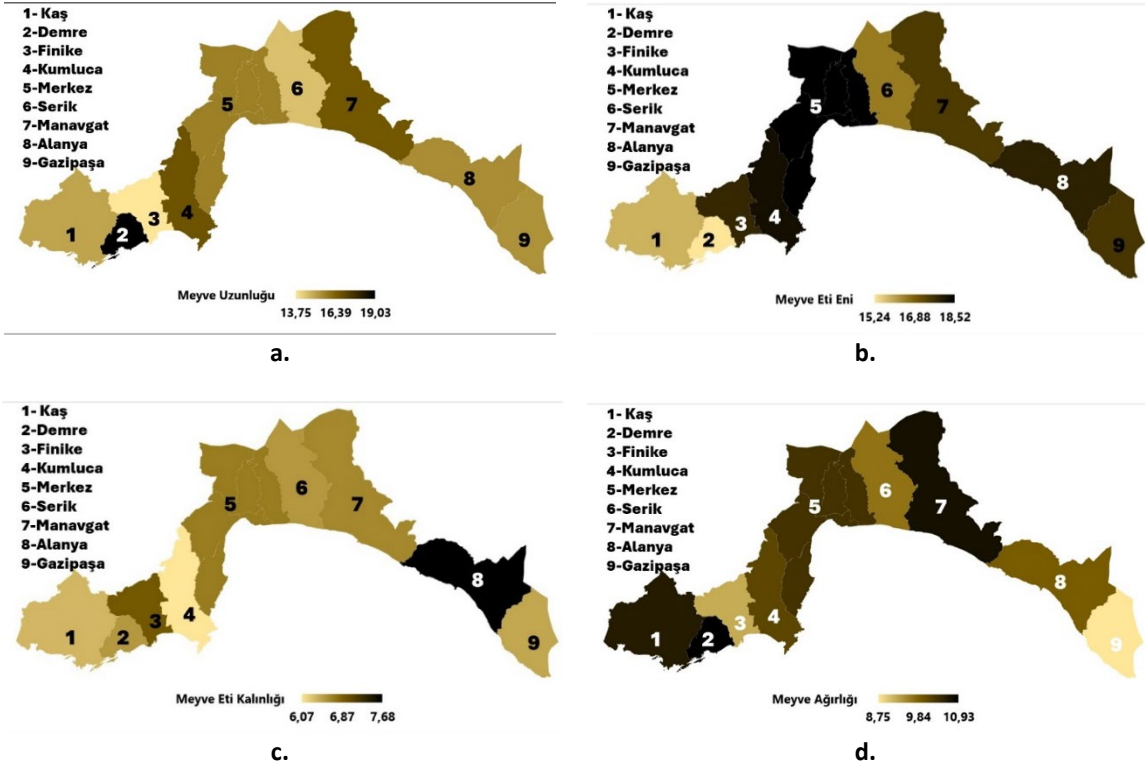 1- Kaş
2-Demre
3-Finike
4-Kumluca
5-Merkez
6-Serik
7-Manavgat
8-Alanya
9-Gazipaşa
1
2
3
4
5
6
7
8
9
Meyve Uzunluğu
13,75 16,39 19,03
a.
1- Kaş
2-Demre
3-Finike
4-Kumluca
5-Merkez
6-Serik
7-Manavgat
8-Alanya
9-Gazipaşa
1
2
3
4
5
6
7
8
9
Meyve Eti Eni
15,24 16,88 18,52
b.
1- Kaş
2-Demre
3-Finike
4-Kumluca
5-Merkez
6-Serik
7-Manavgat
8-Alanya
9-Gazipaşa
1
2
3
4
5
6
7
8
9
Meyve Eti Kalınlığı
6,07 6,87 7,68
c.
1- Kaş
2-Demre
3-Finike
4-Kumluca
5-Merkez
6-Serik
7-Manavgat
8-Alanya
9-Gazipaşa
1
2
3
4
5
6
7
8
9
Meyve Ağırlığı
8,75 9,84 10,93
d.